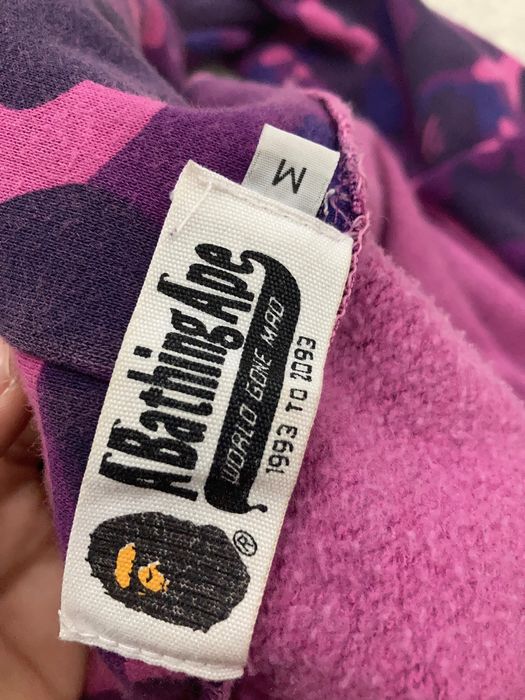 M
ABathingApe
WORLD GONE MAD
1993 TO 2093
®